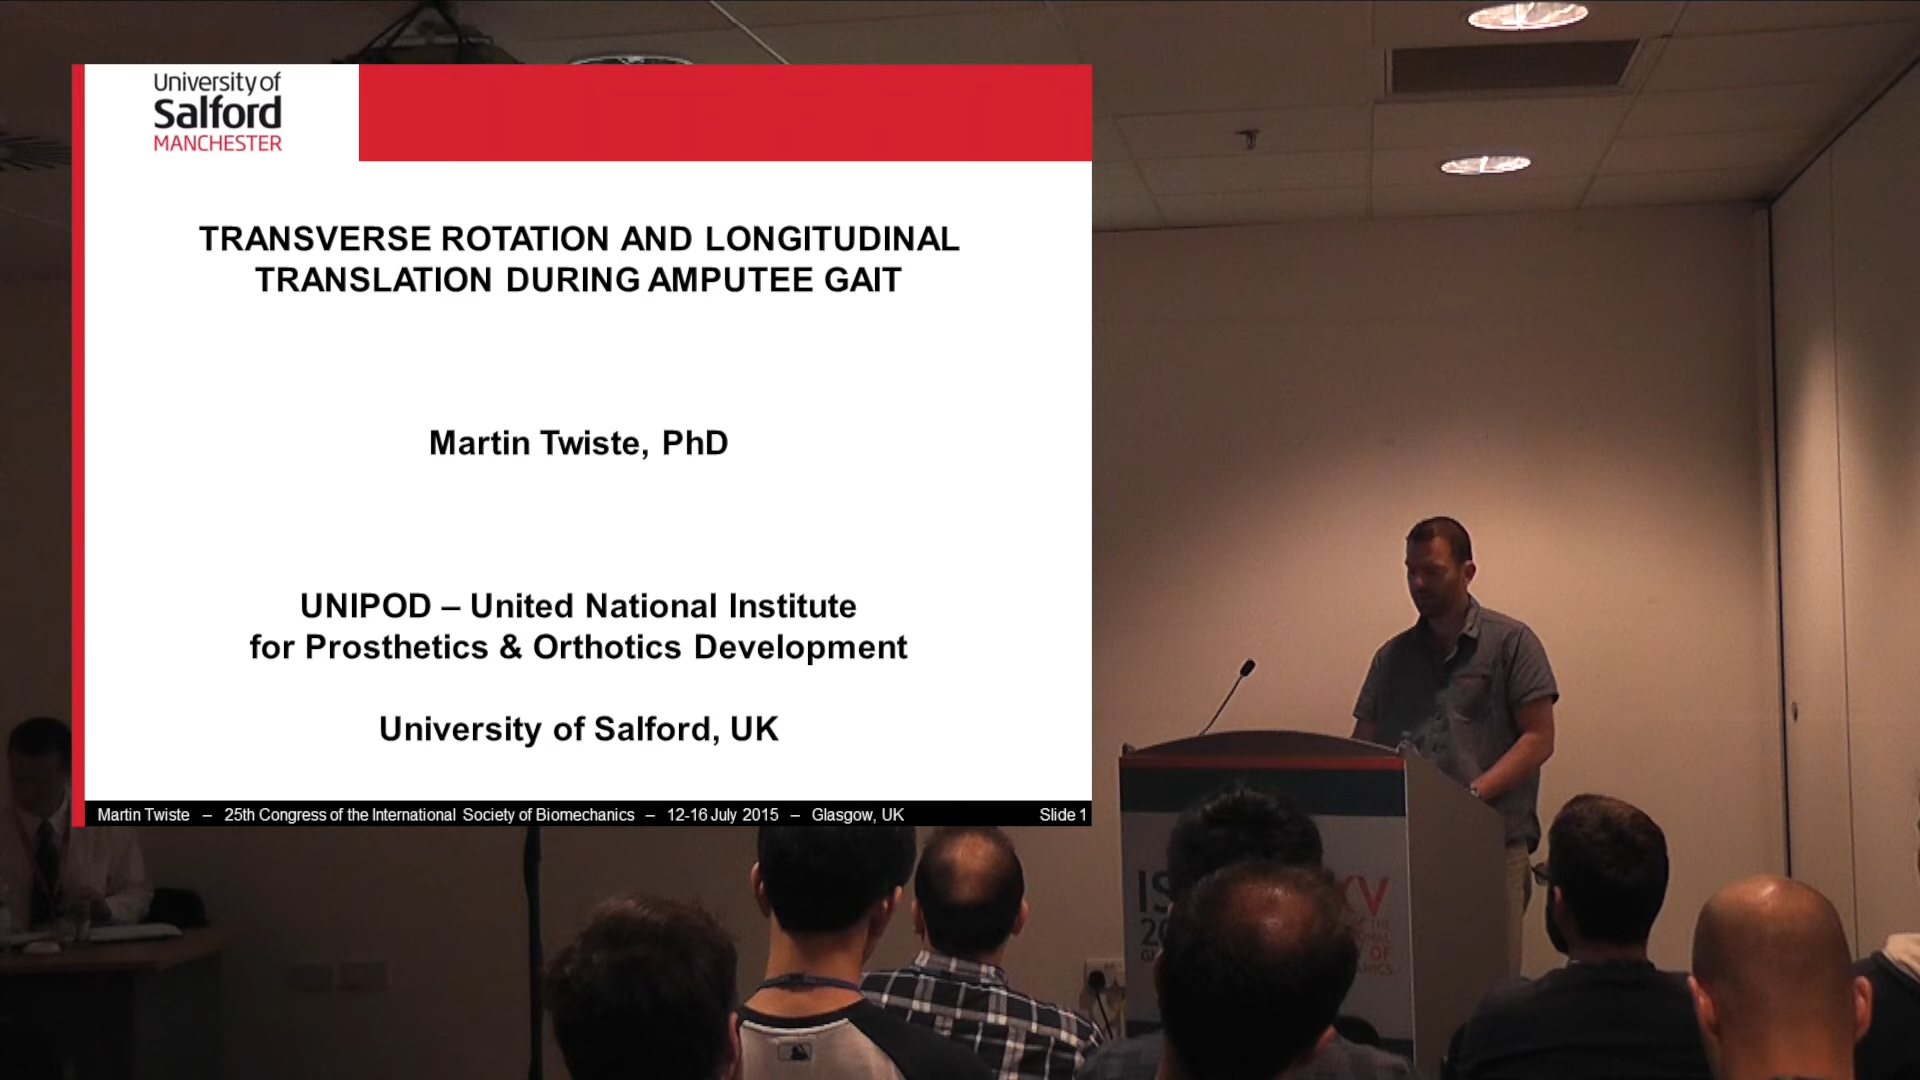 University of
Salford
MANCHESTER
TRANSVERSE ROTATION AND LONGITUDINAL
TRANSLATION DURING AMPUTEE GAIT
Martin Twiste, PhD
UNIPOD – United National Institute
for Prosthetics & Orthotics Development
University of Salford, UK
Martin Twiste – 25th Congress of the International Society of Biomechanics – 12-16 July 2015 – Glasgow, UK Slide 1
OF